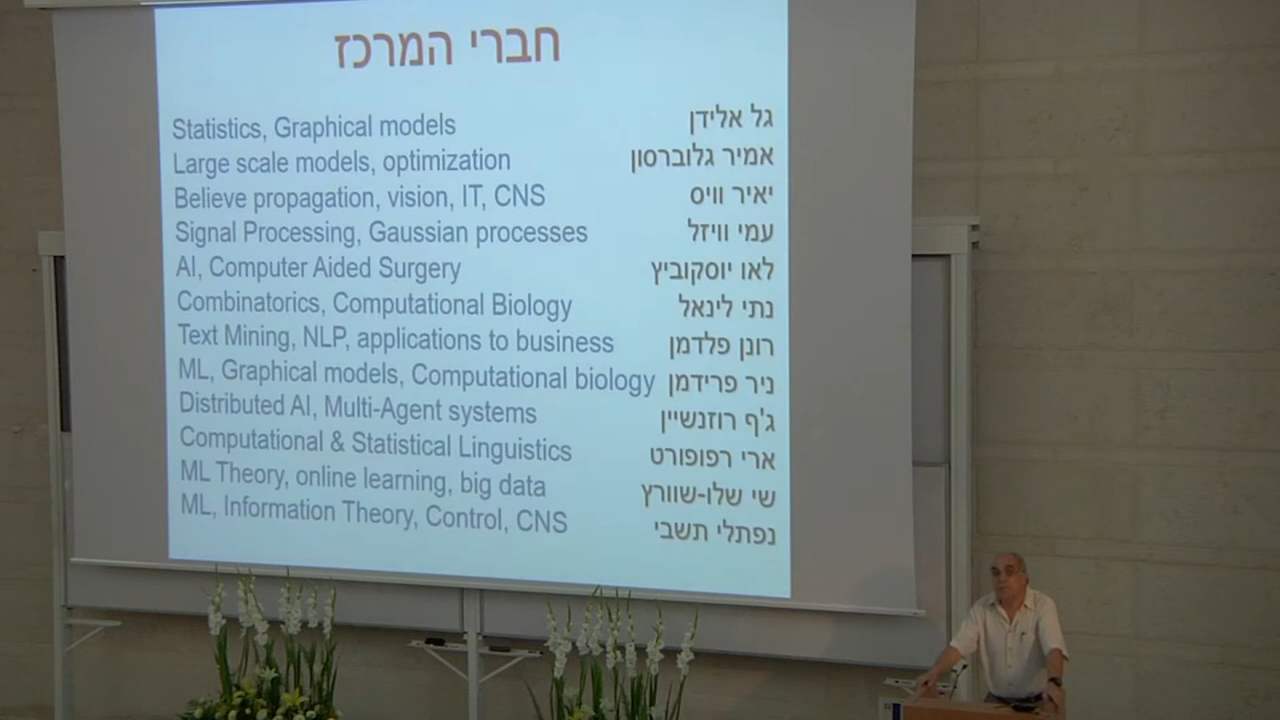 חברי המרכז
גל אלידן Statistics, Graphical models
אמיר גלוברסון Large scale models, optimization
יאיר וויס Believe propagation, vision, IT, CNS
עמי וויזל Signal Processing, Gaussian processes
לאו יוסקוביץ AI, Computer Aided Surgery
נתי לינאל Combinatorics, Computational Biology
רונן פלדמן Text Mining, NLP, applications to business
ניר פרידמן ML, Graphical models, Computational biology
ג'ף רוזנשיין Distributed AI, Multi-Agent systems
ארי רפופורט Computational & Statistical Linguistics
שי שלו-שוורץ ML Theory, online learning, big data
נפתלי תשבי ML, Information Theory, Control, CNS